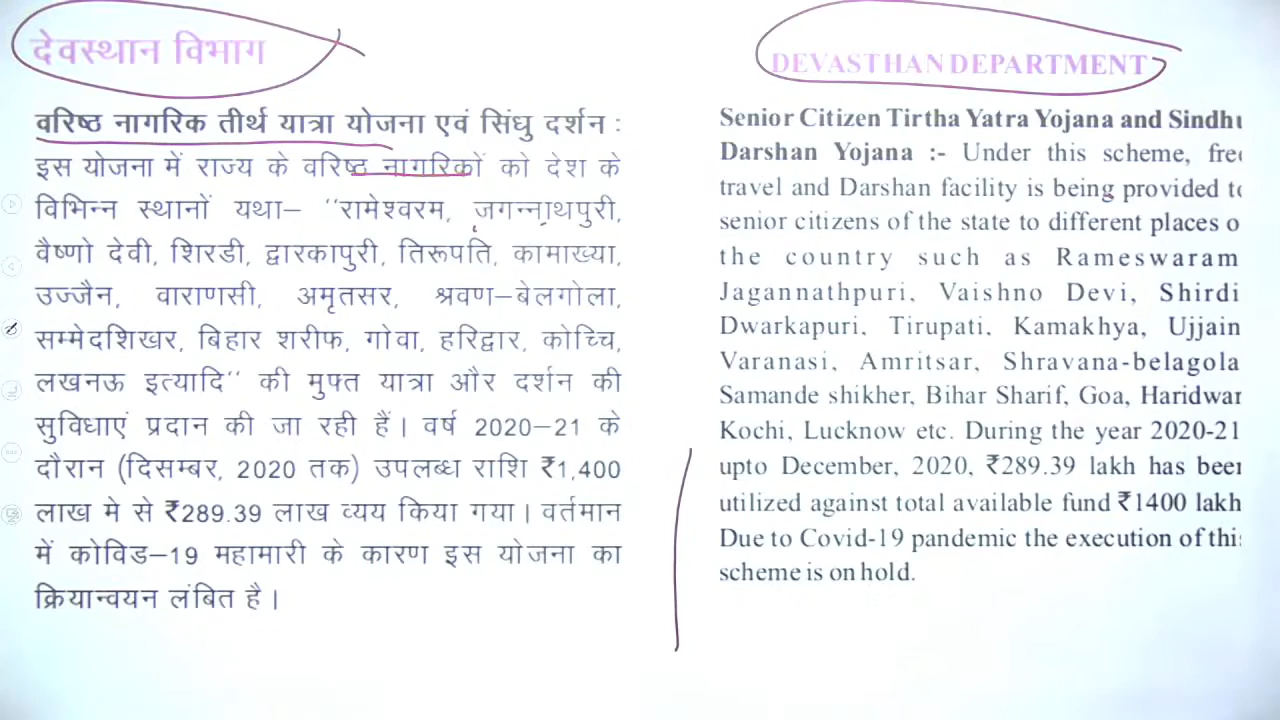 देवस्थान विभाग
वरिष्ठ नागरिक तीर्थ यात्रा योजना एवं सिंधु दर्शन :
इस योजना में राज्य के वरिष्ठ नागरिकों को देश के
विभिन्न स्थानों यथा– "रामेश्वरम, जगन्नाथपुरी,
वैष्णो देवी, शिरडी, द्वारकापुरी, तिरूपति, कामाख्या,
उज्जैन, वाराणसी, अमृतसर, श्रवण–बेलगोला,
सम्मेदशिखर, बिहार शरीफ, गोवा, हरिद्वार, कोच्चि,
लखनऊ इत्यादि" की मुफ्त यात्रा और दर्शन की
सुविधाएं प्रदान की जा रही हैं। वर्ष 2020–21 के
दौरान (दिसम्बर, 2020 तक) उपलब्ध राशि ₹1,400
लाख मे से ₹289.39 लाख व्यय किया गया। वर्तमान
में कोविड–19 महामारी के कारण इस योजना का
क्रियान्वयन लंबित है।
DEVASTHAN DEPARTMENT
Senior Citizen Tirtha Yatra Yojana and Sindhu
Darshan Yojana :- Under this scheme, free
travel and Darshan facility is being provided to
senior citizens of the state to different places o
the country such as Rameswaram,
Jagannathpuri, Vaishno Devi, Shirdi
Dwarkapuri, Tirupati, Kamakhya, Ujjain
Varanasi, Amritsar, Shravana-belagola
Samande shikher, Bihar Sharif, Goa, Haridwar
Kochi, Lucknow etc. During the year 2020-21
upto December, 2020, ₹289.39 lakh has been
utilized against total available fund ₹1400 lakh
Due to Covid-19 pandemic the execution of this
scheme is on hold.